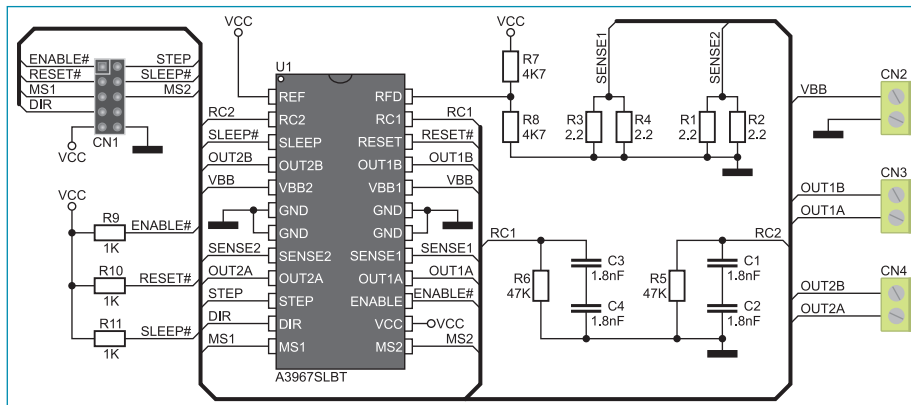 ENABLE#
STEP
RESET#
SLEEP#
MS1
MS2
DIR
CN1
VCC
VCC
U1
REF
RC2
SLEEP
OUT2B
VBB2
GND
GND
SENSE2
OUT2A
STEP
DIR
MS1
RFD
RC1
RESET
OUT1B
VBB1
GND
GND
SENSE1
OUT1A
ENABLE
VCC
MS2
A3967SLBT
RC2
SLEEP#
OUT2B
VBB
SENSE2
OUT2A
STEP
DIR
MS1
RC1
RESET#
OUT1B
VBB
SENSE1
OUT1A
ENABLE#
VCC
MS2
VCC
R9
ENABLE#
1K
R10
RESET#
1K
R11
SLEEP#
1K
VCC
R7
4K7
R8
4K7
SENSE1
SENSE2
R3
2,2
R4
2.2
R1
2,2
R2
2.2
RC1
R6
47K
C3
1.8nF
C4
1.8nF
RC2
R5
47K
C1
1.8nF
C2
1.8nF
VBB
CN2
OUT1B
OUT1A
CN3
OUT2B
OUT2A
CN4